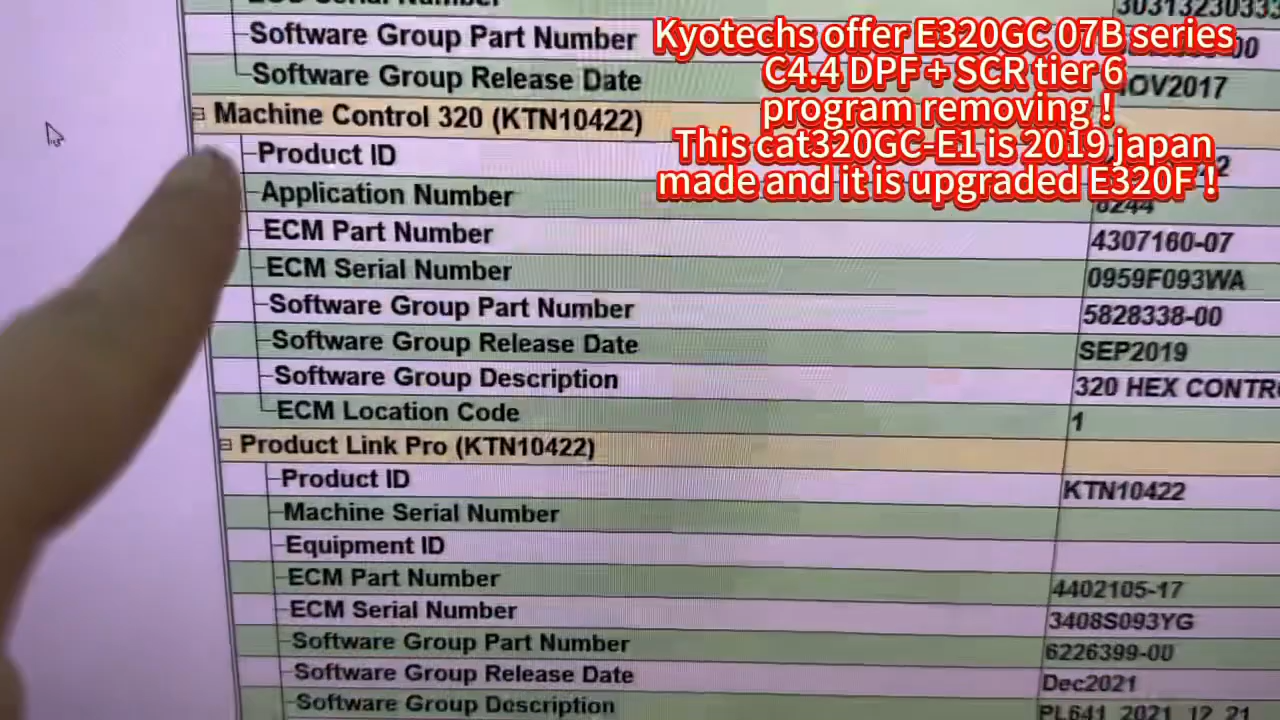 Kyotechs offer E320GC 07B series
C4.4 DPF + SCR tier 6
program removing !
This cat320GC-E1 is 2019 japan
made and it is upgraded E320F !
Software Group Part Number
Software Group Release Date NOV2017
Machine Control 320 (KTN10422)
Product ID
Application Number 8244
ECM Part Number 4307160-07
ECM Serial Number 0959F093WA
Software Group Part Number 5828338-00
Software Group Release Date SEP2019
Software Group Description 320 HEX CONTR
ECM Location Code 1
Product Link Pro (KTN10422)
Product ID KTN10422
Machine Serial Number
Equipment ID
ECM Part Number 4402105-17
ECM Serial Number 3408S093YG
Software Group Part Number 6226399-00
Software Group Release Date Dec2021
Software Group Description PL641_2021_12_21